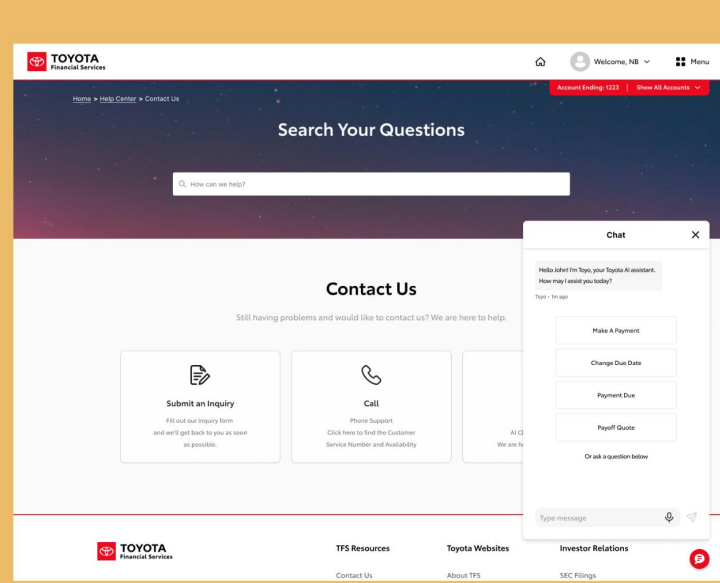 TOYOTA
Financial Services
Welcome, NB
Menu
Account Ending: 1223 | Show All Accounts
Home > Help Center > Contact Us
Search Your Questions
How can we help?
Contact Us
Still having problems and would like to contact us? We are here to help.
Submit an Inquiry
Fill out our inquiry form
and we'll get back to you as soon
as possible.
Call
Phone Support
Click here to find the Customer
Service Number and Availability
AI C
We are h
Chat
Hello John! I'm Toyo, your Toyota AI assistant.
How may I assist you today?
Toyo • 1m ago
Make A Payment
Change Due Date
Payment Due
Payoff Quote
Or ask a question below
Type message
TOYOTA
Financial Services
TFS Resources
Contact Us
Toyota Websites
About TFS
Investor Relations
SEC Filings